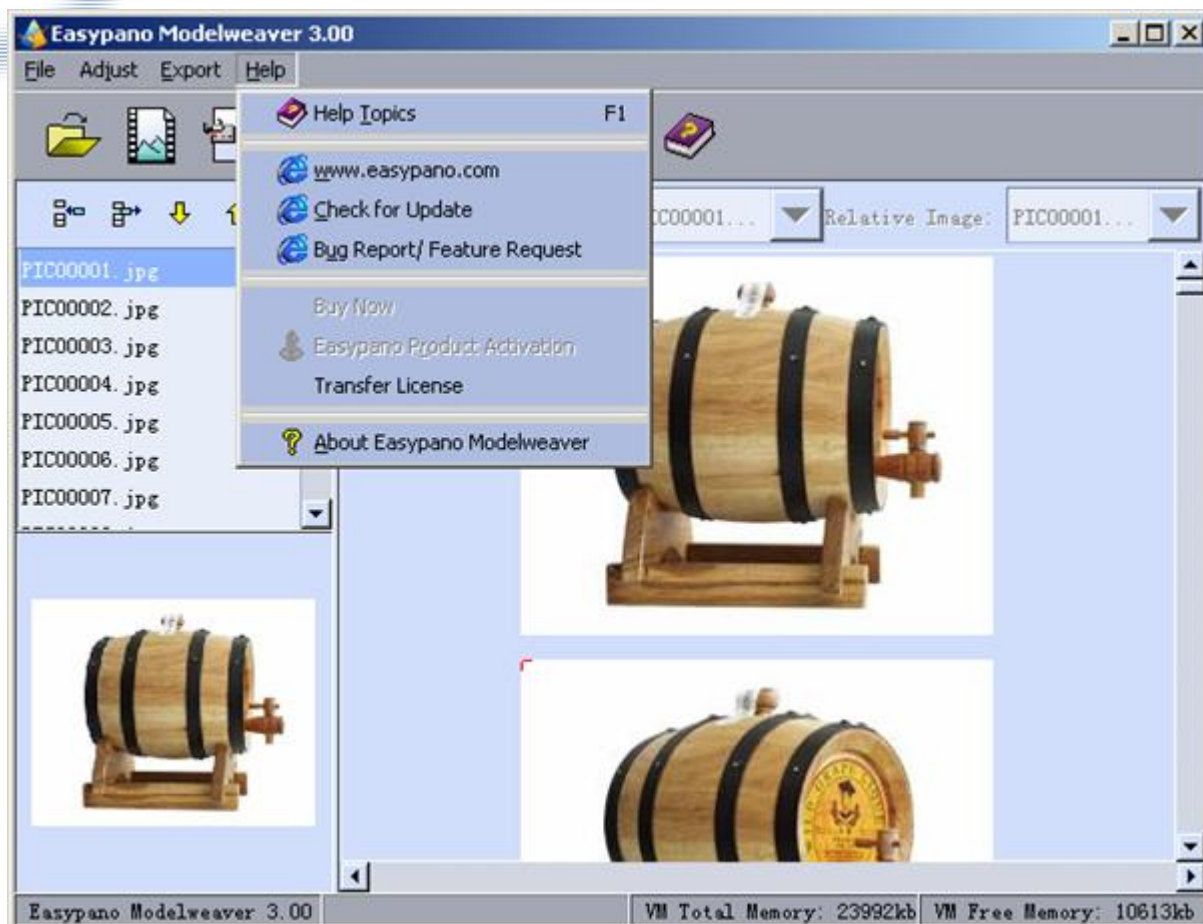 Easypano Modelweaver 3.00
File Adjust Export Help
Help Topics F1
www.easypano.com
Check for Update
Bug Report/ Feature Request
Buy Now
Easypano Product Activation
Transfer License
About Easypano Modelweaver
Relative Image: PIC00001...
PIC00001.jpg
PIC00002.jpg
PIC00003.jpg
PIC00004.jpg
PIC00005.jpg
PIC00006.jpg
PIC00007.jpg
Easypano Modelweaver 3.00 VM Total Memory: 23992kb VM Free Memory: 10613kb